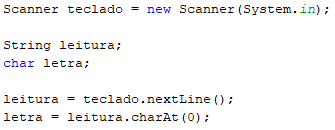 Scanner teclado = new Scanner(System.in);
String leitura;
char letra;
leitura = teclado.nextLine();
letra = leitura.charAt(0);